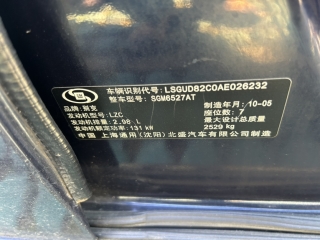 车辆识别代号: LSGUD82C0AE026232
整车型号: SGM6527AT
品牌: 别克 制造年月: 10-05
发动机型号: LZC 座位数: 7
发动机排量: 2.98 L 最大设计总质量
发动机功率: 131 kW 2529 kg
中国 上海通用(沈阳)北盛汽车有限公司制造